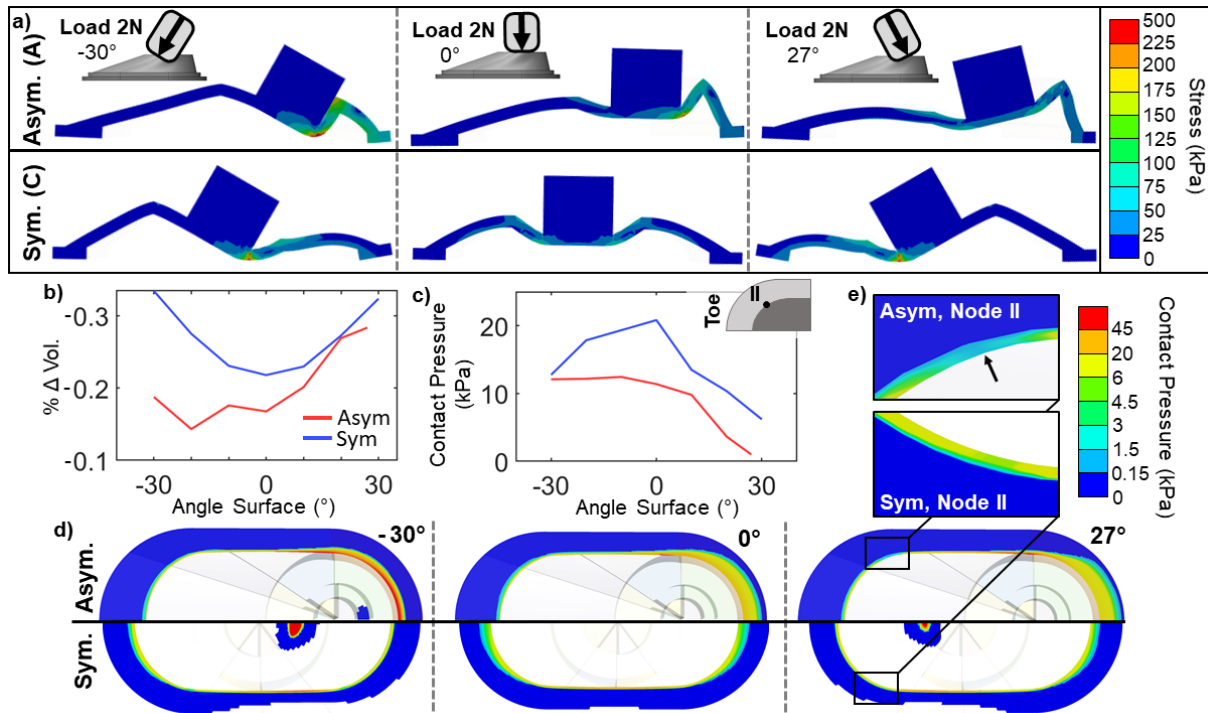 a)
Asym. (A)
Load 2N
-30°
Load 2N
0°
Load 2N
27°
500
225
200
175
150
125
100
75
50
25
0
Stress (kPa)
Sym. (C)
b)
% Δ Vol.
-0.3
-0.2
-0.1
Asym
Sym
-30
0
30
Angle Surface (°)
c)
Contact Pressure
(kPa)
20
10
0
-30
0
30
Angle Surface (°)
Toe
II
e)
Asym, Node II
Sym, Node II
45
20
6
4.5
3
1.5
0.15
0
Contact Pressure (kPa)
d)
Asym.
Sym.
-30°
0°
27°